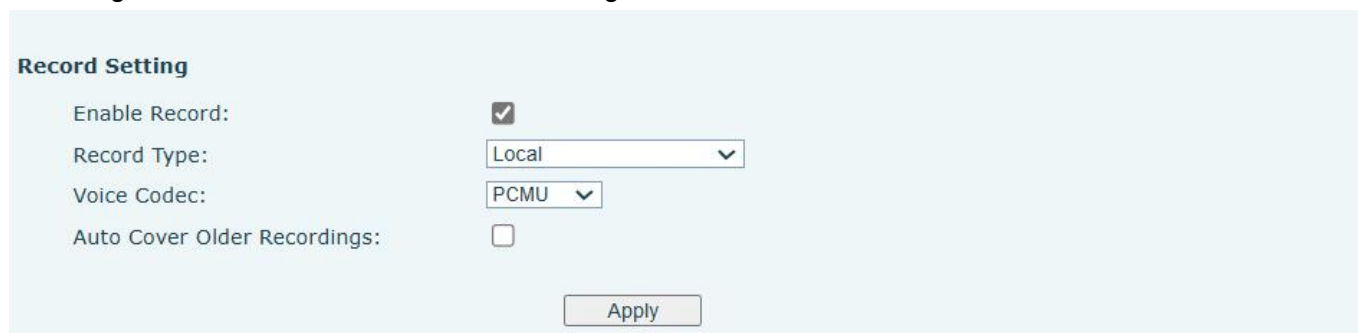 Record Setting
Enable Record:
Record Type: Local
Voice Codec: PCMU
Auto Cover Older Recordings:
Apply